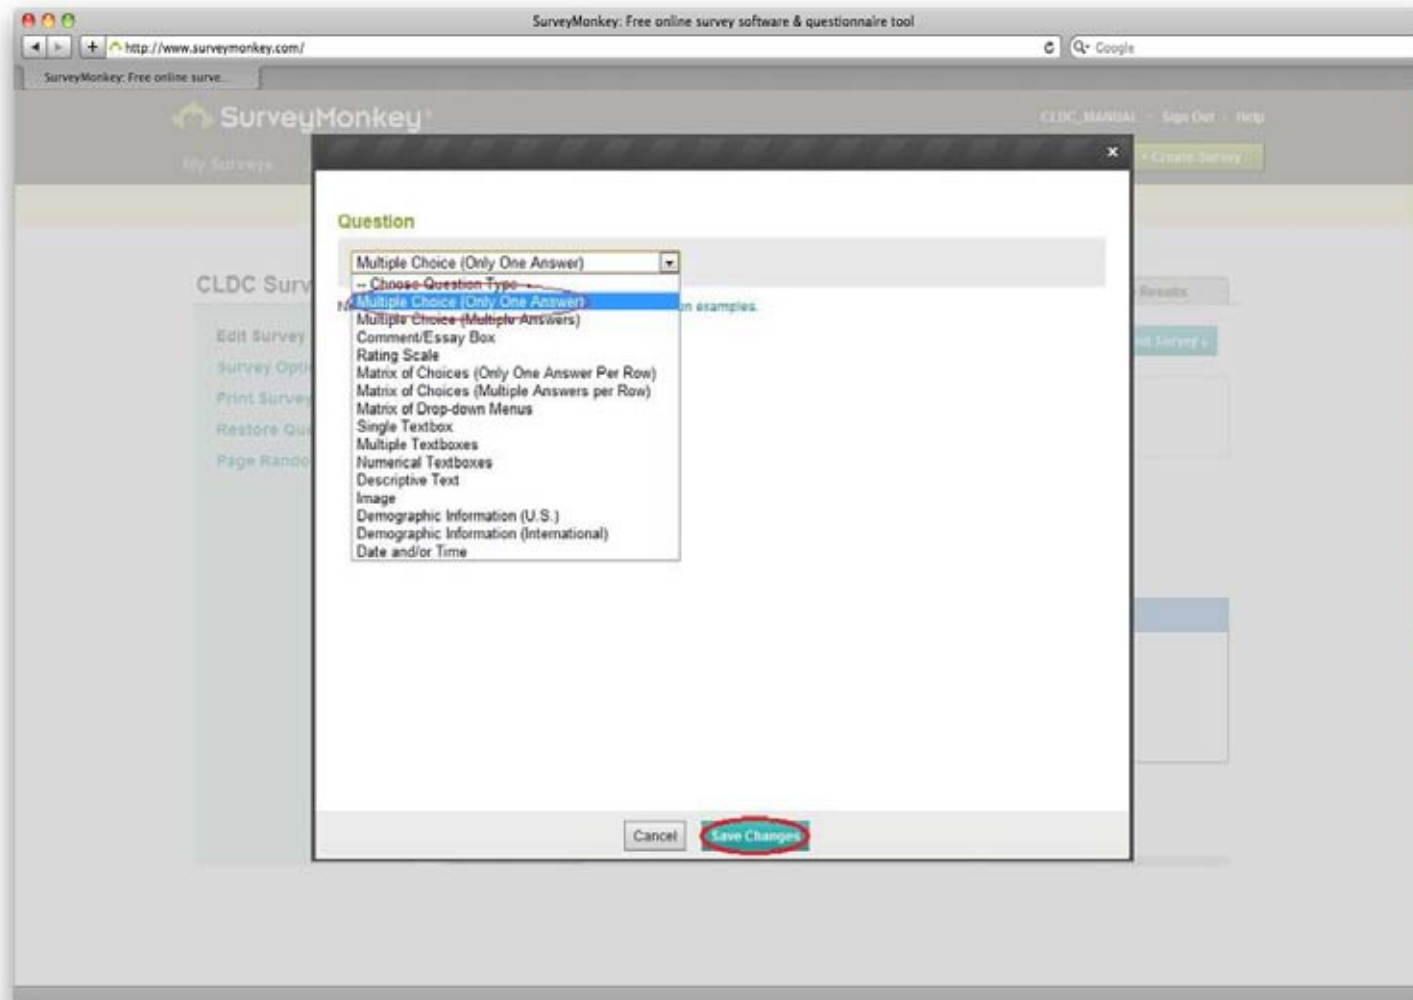 SurveyMonkey: Free online survey software & questionnaire tool
+ http://www.surveymonkey.com/
Google
SurveyMonkey: Free online surve...
SurveyMonkey®
CLDC_MANUAL Sign Out Help
My Surveys
+ Create Survey
Question
Multiple Choice (Only One Answer)
-- Choose Question Type --
Multiple Choice (Only One Answer)
on examples.
Multiple Choice (Multiple Answers)
Comment/Essay Box
Rating Scale
Matrix of Choices (Only One Answer Per Row)
Matrix of Choices (Multiple Answers per Row)
Matrix of Drop-down Menus
Single Textbox
Multiple Textboxes
Numerical Textboxes
Descriptive Text
Image
Demographic Information (U.S.)
Demographic Information (International)
Date and/or Time
CLDC Surv
Results
Edit Survey
Survey »
Survey Opti
Print Survey
Restore Que
Page Rando
Cancel
Save Changes